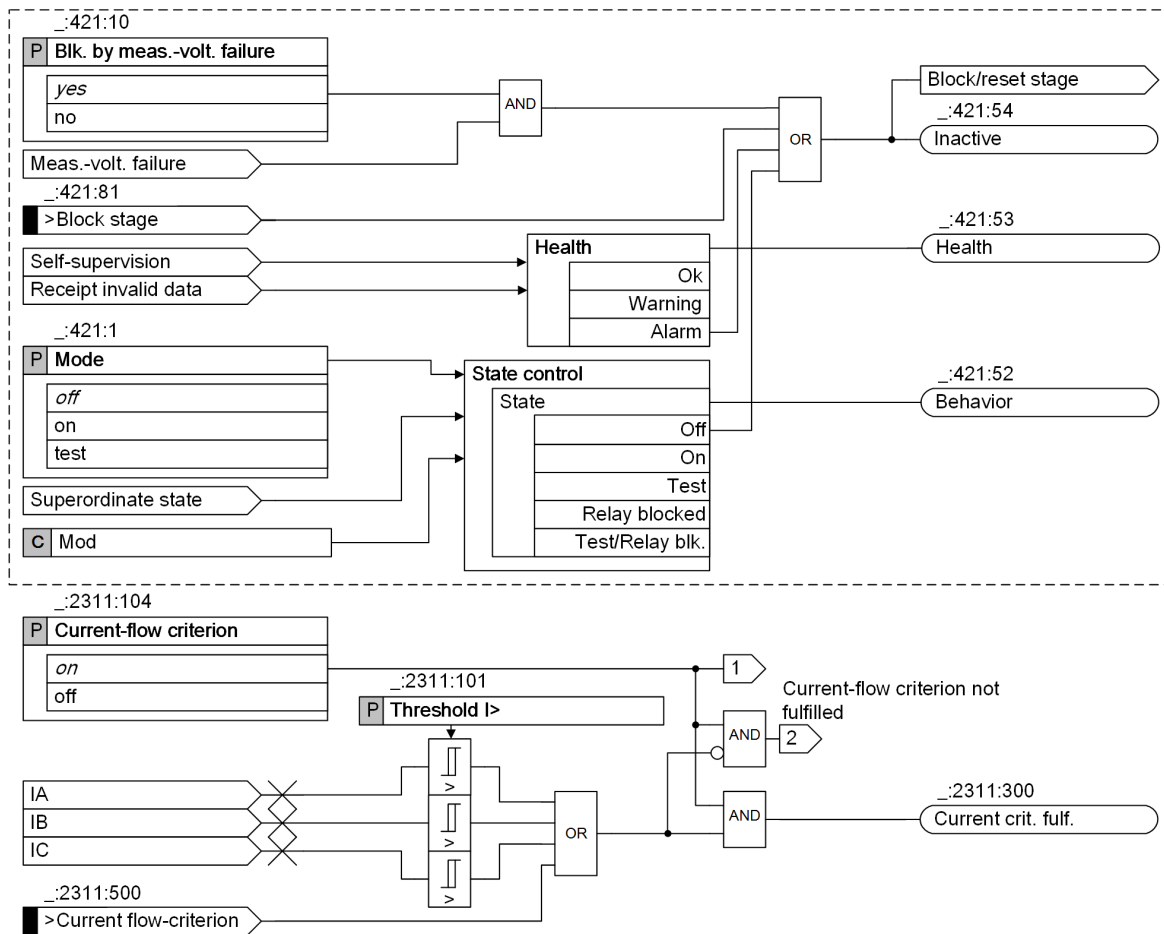 _:421:10
P Blk. by meas.-volt. failure
yes
no
Meas.-volt. failure
AND
OR
Block/reset stage
_:421:54
Inactive
_:421:81
>Block stage
_:421:53
Health
Self-supervision
Receipt invalid data
Health
Ok
Warning
Alarm
_:421:1
P Mode
off
on
test
Superordinate state
C Mod
State control
State
Off
On
Test
Relay blocked
Test/Relay blk.
_:421:52
Behavior
_:2311:104
P Current-flow criterion
on
off
_:2311:101
P Threshold I>
1
Current-flow criterion not
fulfilled
AND
2
IA
IB
IC
>
>
>
OR
AND
_:2311:300
Current crit. fulf.
_:2311:500
>Current flow-criterion